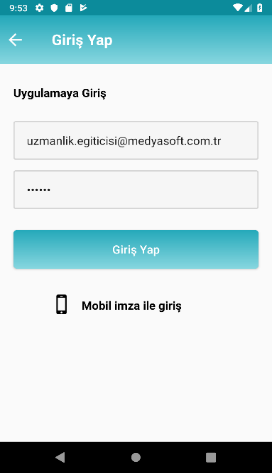 9:53
Giriş Yap
Uygulamaya Giriş
uzmanlik.egiticisi@medyasoft.com.tr
••••••
Giriş Yap
Mobil imza ile giriş